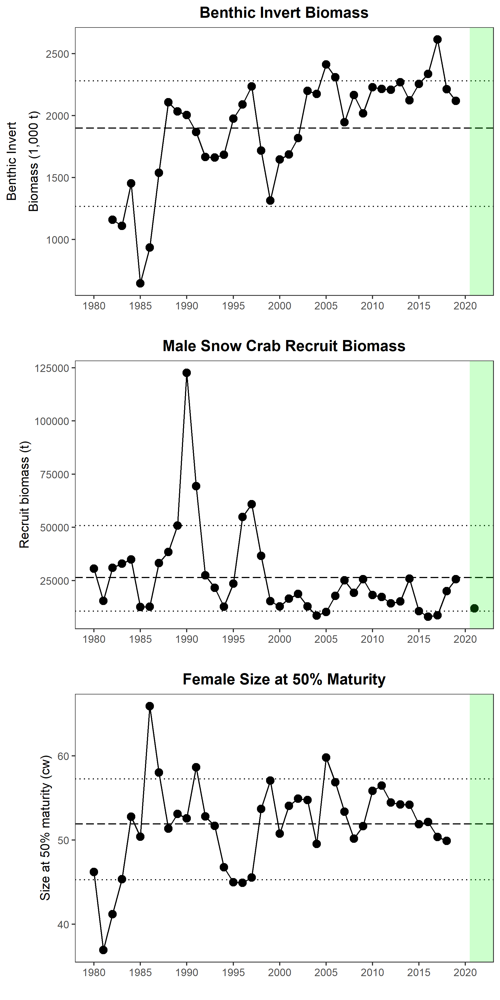 Benthic Invert Biomass
Benthic Invert
Biomass (1,000 t)
2500
2000
1500
1000
1980 1985 1990 1995 2000 2005 2010 2015 2020
Male Snow Crab Recruit Biomass
Recruit biomass (t)
125000
100000
75000
50000
25000
1980 1985 1990 1995 2000 2005 2010 2015 2020
Female Size at 50% Maturity
Size at 50% maturity (cw)
60
50
40
1980 1985 1990 1995 2000 2005 2010 2015 2020